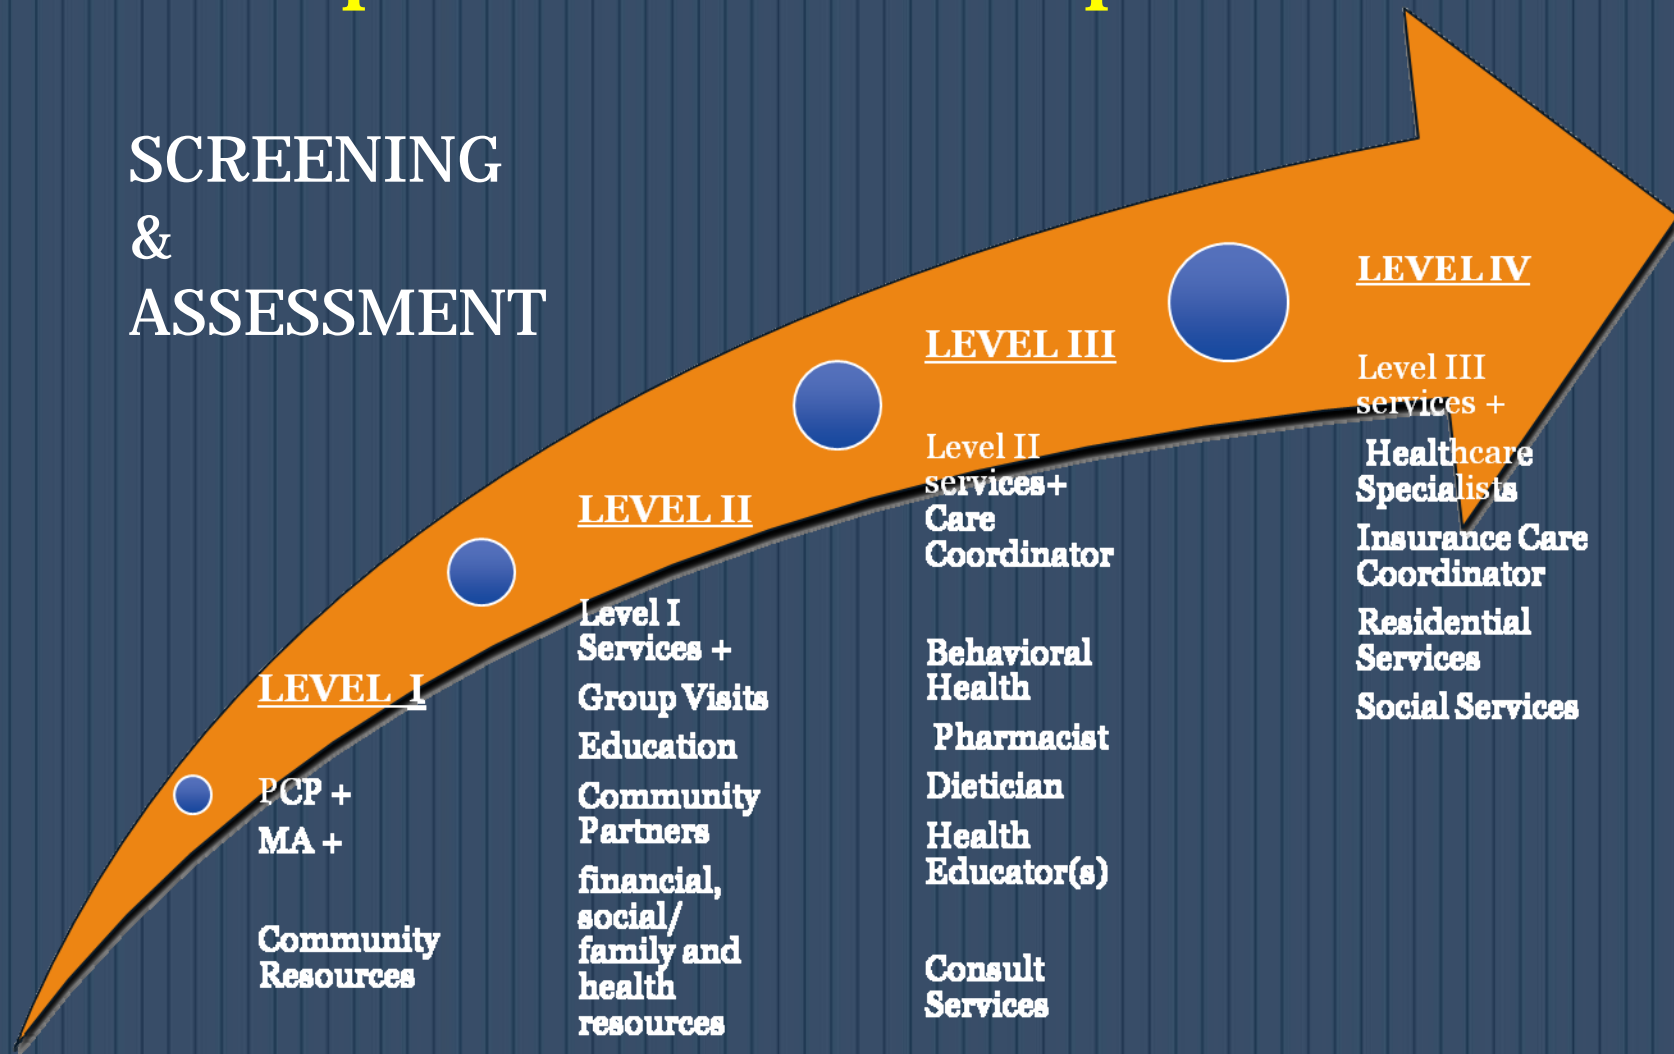 SCREENING
&
ASSESSMENT
LEVEL I
PCP +
MA +
Community
Resources
LEVEL II
Level I
Services +
Group Visits
Education
Community
Partners
financial,
social/
family and
health
resources
LEVEL III
Level II
services+
Care
Coordinator
Behavioral
Health
Pharmacist
Dietician
Health
Educator(s)
Consult
Services
LEVEL IV
Level III
services +
Healthcare
Specialists
Insurance Care
Coordinator
Residential
Services
Social Services